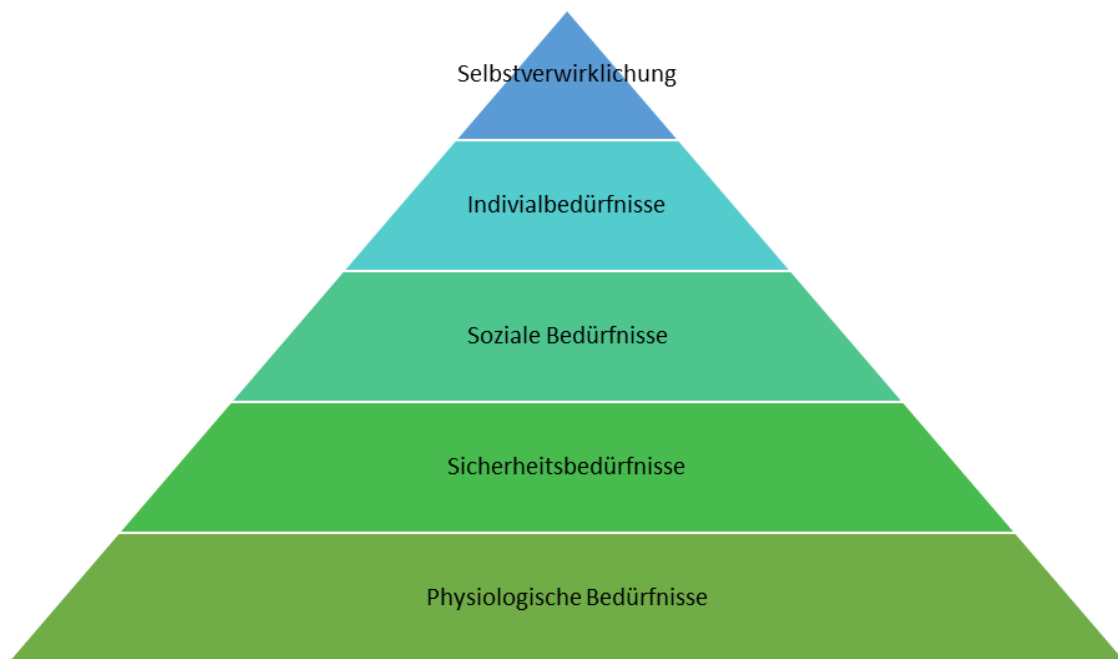 Selbstverwirklichung
Indivialbedürfnisse
Soziale Bedürfnisse
Sicherheitsbedürfnisse
Physiologische Bedürfnisse